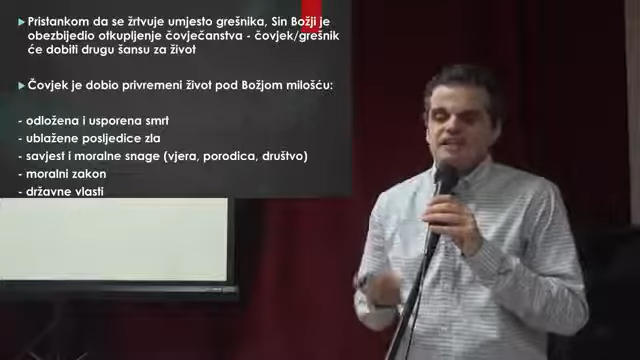 Pristankom da se žrtvuje umjesto grešnika, Sin Božji je
obezbijedio otkupljenje čovječanstva - čovjek/grešnik
će dobiti drugu šansu za život
Čovjek je dobio privremeni život pod Božjom milošću:
- odložena i usporena smrt
- ublažene posljedice zla
- savjest i moralne snage (vjera, porodica, društvo)
- moralni zakon
- državne vlasti